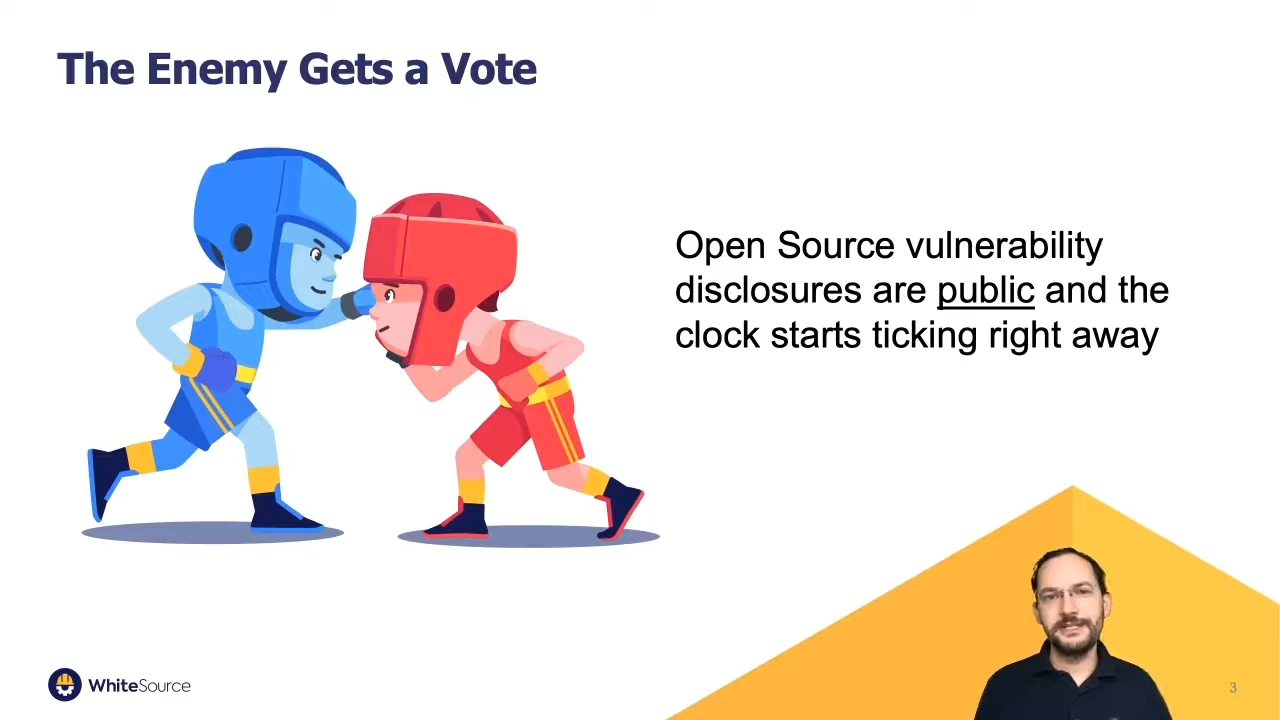 The Enemy Gets a Vote
Open Source vulnerability
disclosures are public and the
clock starts ticking right away
WhiteSource
3